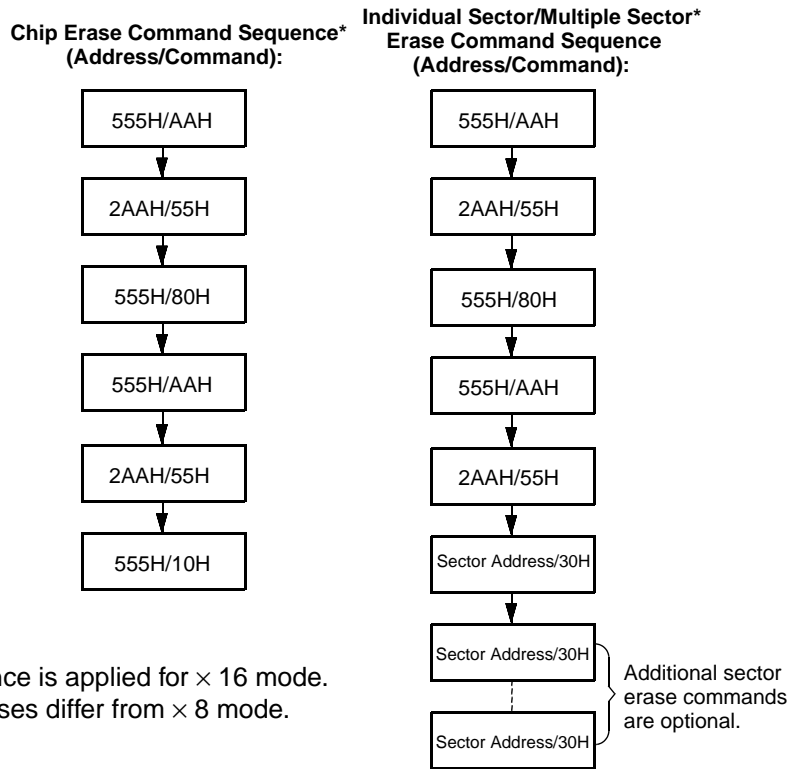 Chip Erase Command Sequence*
(Address/Command):
555H/AAH
2AAH/55H
555H/80H
555H/AAH
2AAH/55H
555H/10H
Individual Sector/Multiple Sector*
Erase Command Sequence
(Address/Command):
555H/AAH
2AAH/55H
555H/80H
555H/AAH
2AAH/55H
Sector Address/30H
Sector Address/30H
Sector Address/30H
Additional sector
erase commands
are optional.
is applied for × 16 mode.
differ from × 8 mode.